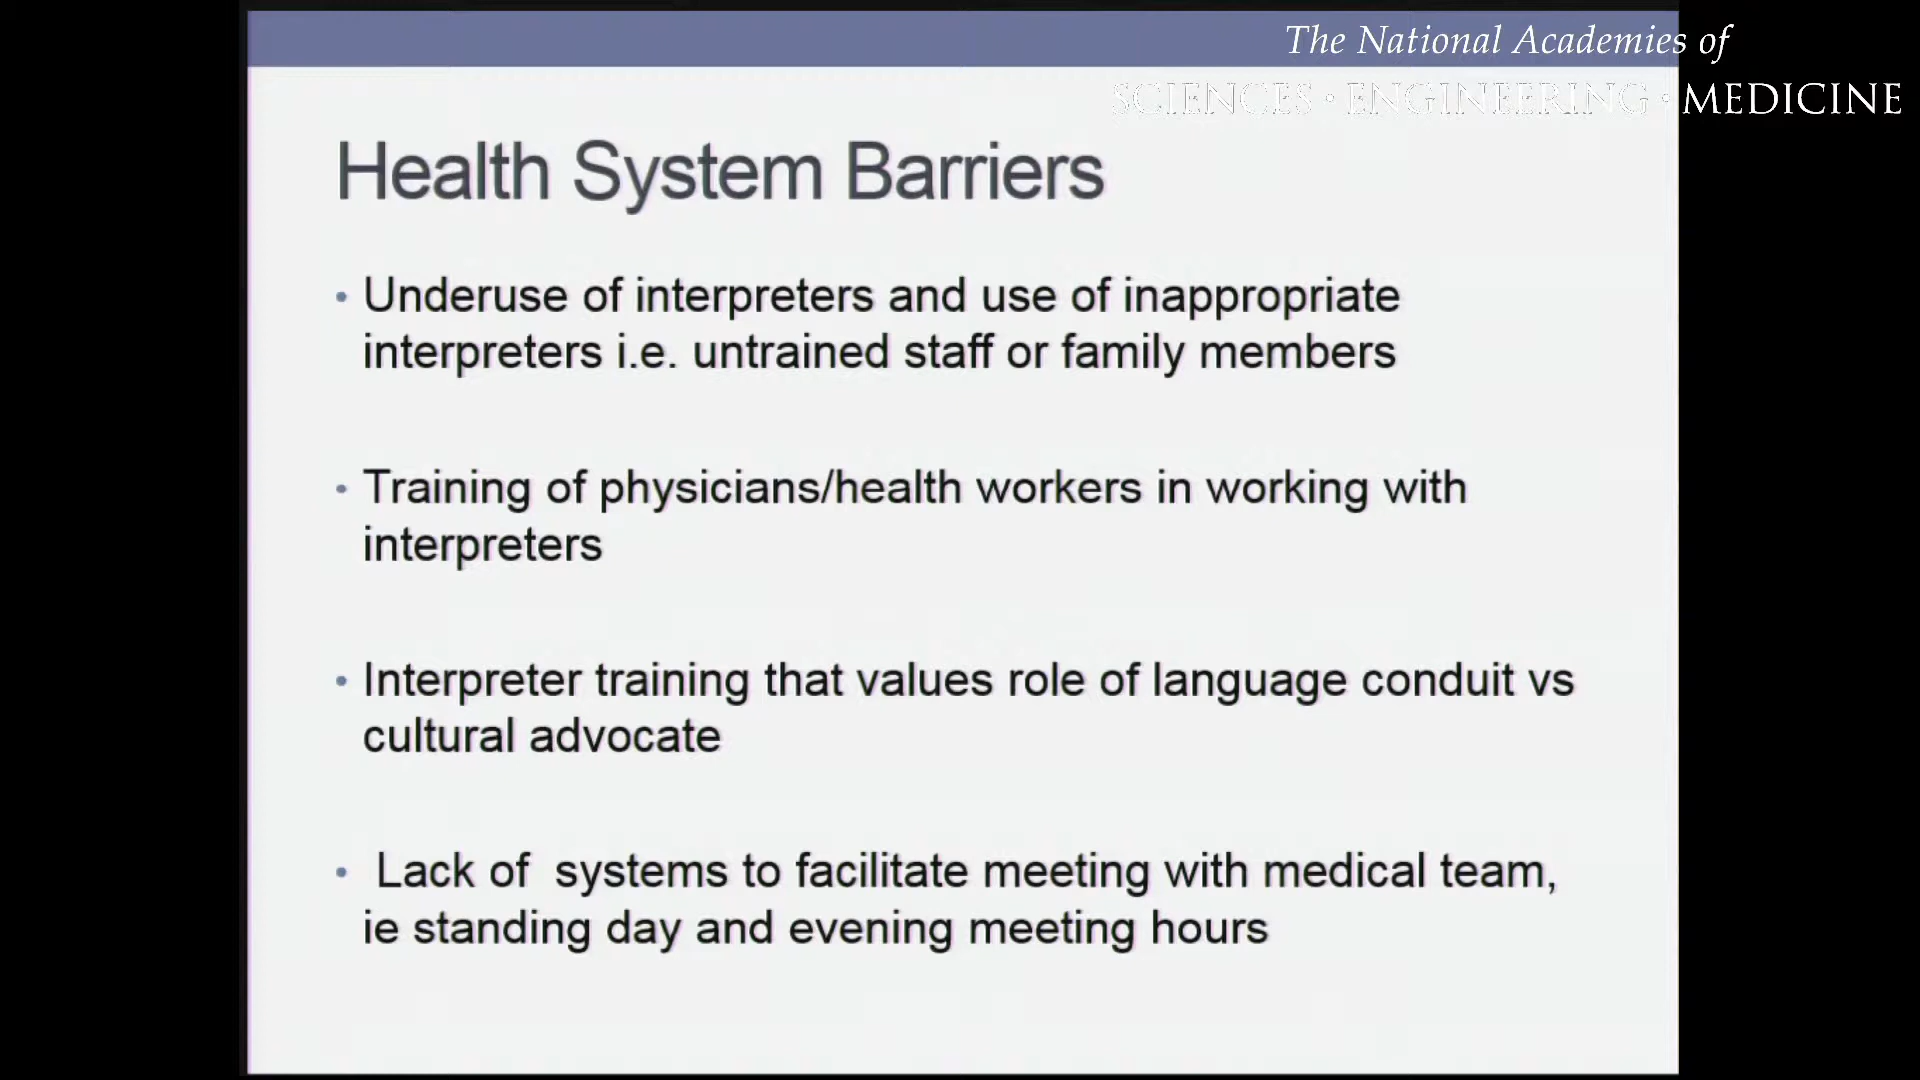 The National Academies of
SCIENCES · ENGINEERING · MEDICINE
Health System Barriers
• Underuse of interpreters and use of inappropriate
interpreters i.e. untrained staff or family members
• Training of physicians/health workers in working with
interpreters
• Interpreter training that values role of language conduit vs
cultural advocate
• Lack of  systems to facilitate meeting with medical team,
ie standing day and evening meeting hours